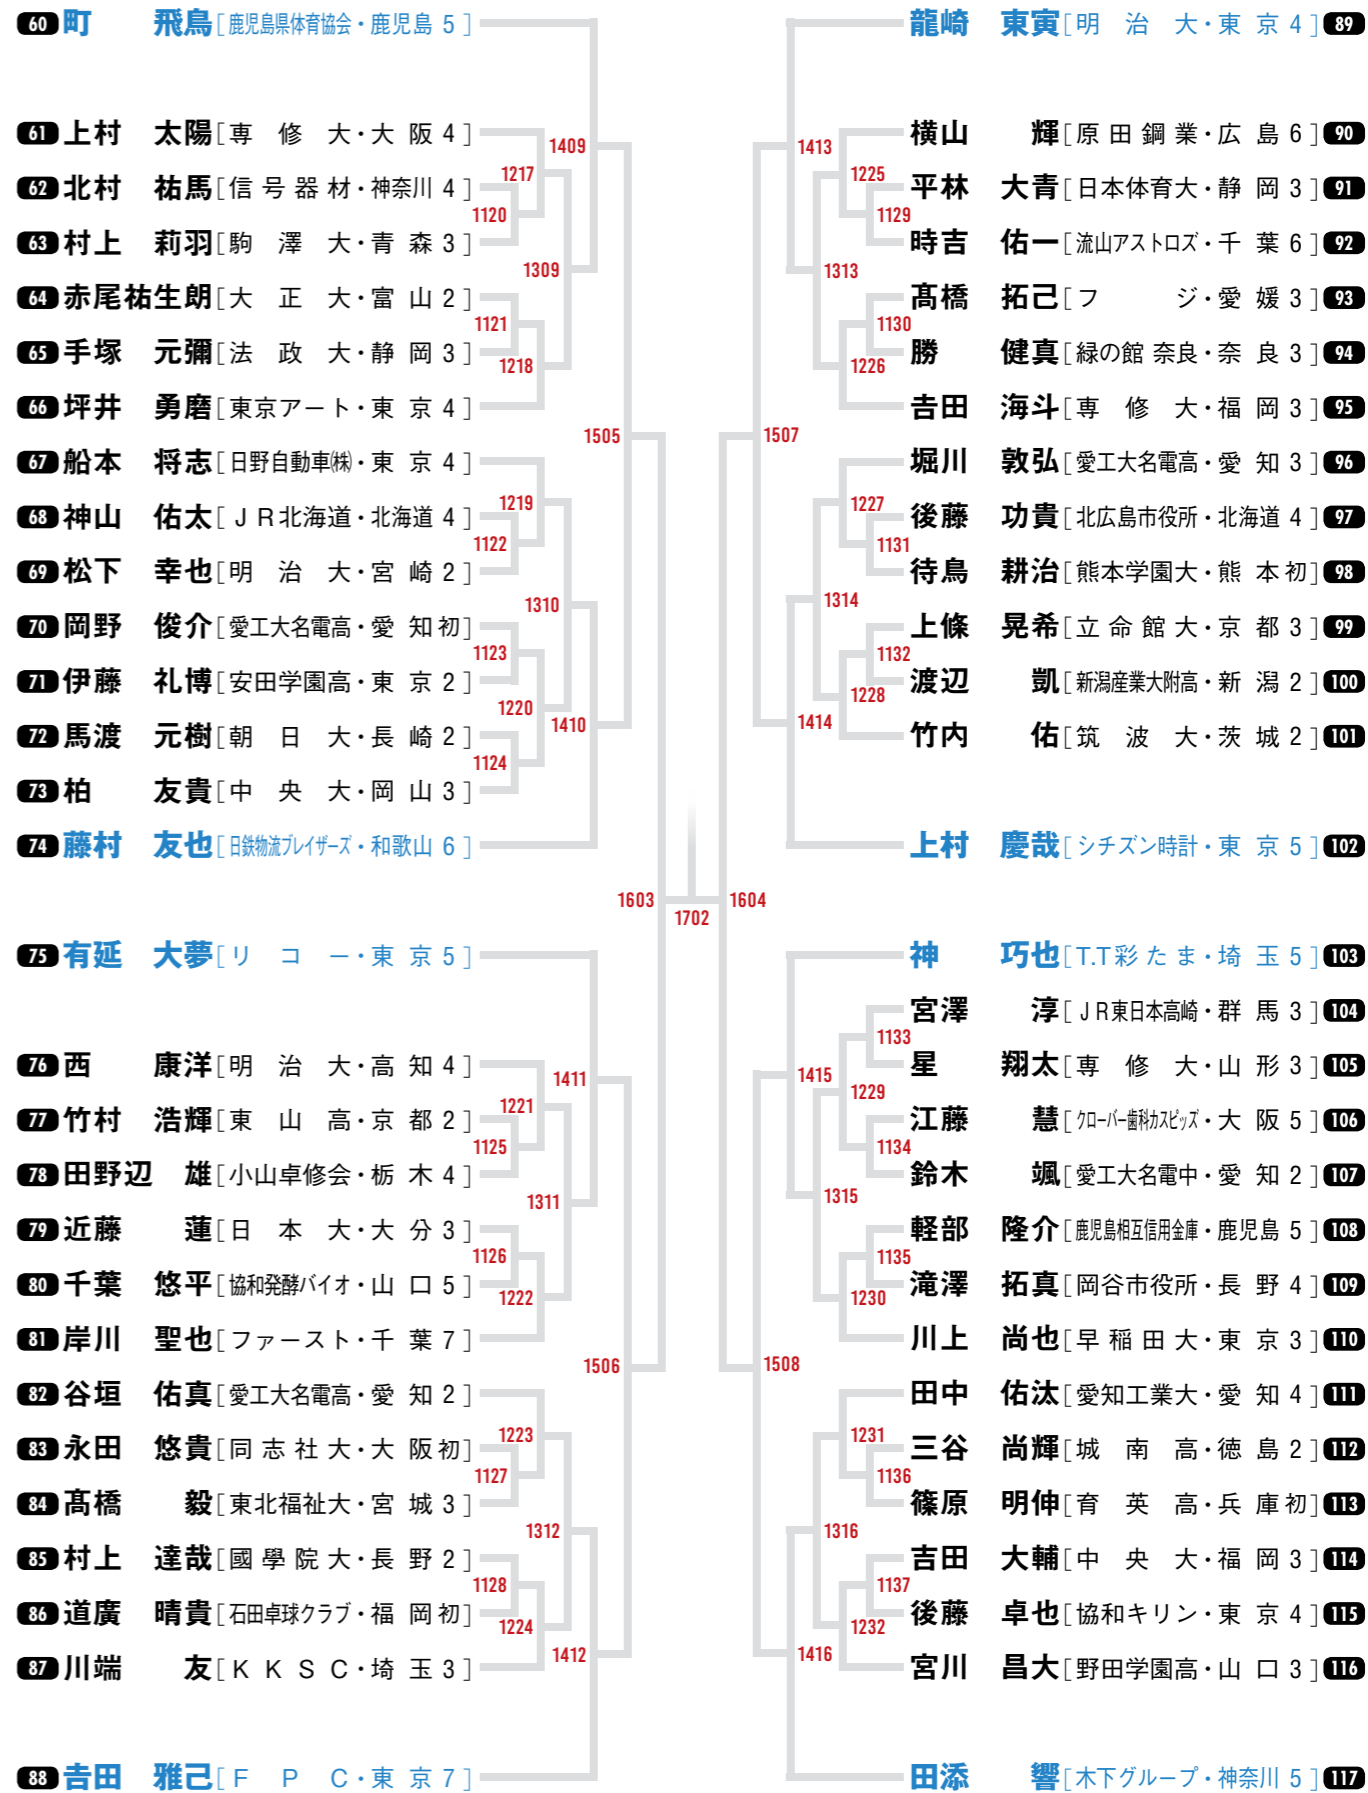 60 町 飛鳥[鹿児島県体育協会・鹿児島 5]
61 上村 太陽[専修大・大阪 4]
62 北村 祐馬[信号器材・神奈川 4]
63 村上 莉羽[駒澤大・青森 3]
64 赤尾祐生朗[大正大・富山 2]
65 手塚 元彌[法政大・静岡 3]
66 坪井 勇磨[東京アート・東京 4]
67 船本 将志[日野自動車㈱・東京 4]
68 神山 佑太[JR北海道・北海道 4]
69 松下 幸也[明治大・宮崎 2]
70 岡野 俊介[愛工大名電高・愛知初]
71 伊藤 礼博[安田学園高・東京 2]
72 馬渡 元樹[朝日大・長崎 2]
73 柏 友貴[中央大・岡山 3]
74 藤村 友也[日鉄物流ブレイザーズ・和歌山 6]
75 有延 大夢[リコー・東京 5]
76 西 康洋[明治大・高知 4]
77 竹村 浩輝[東山高・京都 2]
78 田野辺 雄[小山卓修会・栃木 4]
79 近藤 蓮[日本大・大分 3]
80 千葉 悠平[協和発酵バイオ・山口 5]
81 岸川 聖也[ファースト・千葉 7]
82 谷垣 佑真[愛工大名電高・愛知 2]
83 永田 悠貴[同志社大・大阪初]
84 髙橋 毅[東北福祉大・宮城 3]
85 村上 達哉[國學院大・長野 2]
86 道廣 晴貴[石田卓球クラブ・福岡初]
87 川端 友[KKSC・埼玉 3]
88 𠮷田 雅己[FPC・東京 7]
1409
1217
1120
1309
1121
1218
1505
1219
1122
1310
1123
1220
1410
1124
1603
1702
1604
1411
1221
1125
1311
1126
1222
1506
1223
1127
1312
1128
1224
1412
1413
1225
1129
1313
1130
1226
1507
1227
1131
1314
1132
1228
1414
1133
1415
1229
1134
1315
1135
1230
1508
1231
1136
1316
1137
1232
1416
龍崎 東寅[明治大・東京 4] 89
横山 輝[原田鋼業・広島 6] 90
平林 大青[日本体育大・静岡 3] 91
時吉 佑一[流山アストロズ・千葉 6] 92
髙橋 拓己[フジ・愛媛 3] 93
勝 健真[緑の館 奈良・奈良 3] 94
𠮷田 海斗[専修大・福岡 3] 95
堀川 敦弘[愛工大名電高・愛知 3] 96
後藤 功貴[北広島市役所・北海道 4] 97
待鳥 耕治[熊本学園大・熊本初] 98
上條 晃希[立命館大・京都 3] 99
渡辺 凱[新潟産業大附高・新潟 2] 100
竹内 佑[筑波大・茨城 2] 101
上村 慶哉[シチズン時計・東京 5] 102
神 巧也[T.T彩たま・埼玉 5] 103
宮澤 淳[JR東日本高崎・群馬 3] 104
星 翔太[専修大・山形 3] 105
江藤 慧[クローバー歯科カスピッズ・大阪 5] 106
鈴木 颯[愛工大名電中・愛知 2] 107
軽部 隆介[鹿児島相互信用金庫・鹿児島 5] 108
滝澤 拓真[岡谷市役所・長野 4] 109
川上 尚也[早稲田大・東京 3] 110
田中 佑汰[愛知工業大・愛知 4] 111
三谷 尚輝[城南高・徳島 2] 112
篠原 明伸[育英高・兵庫初] 113
吉田 大輔[中央大・福岡 3] 114
後藤 卓也[協和キリン・東京 4] 115
宮川 昌大[野田学園高・山口 3] 116
田添 響[木下グループ・神奈川 5] 117